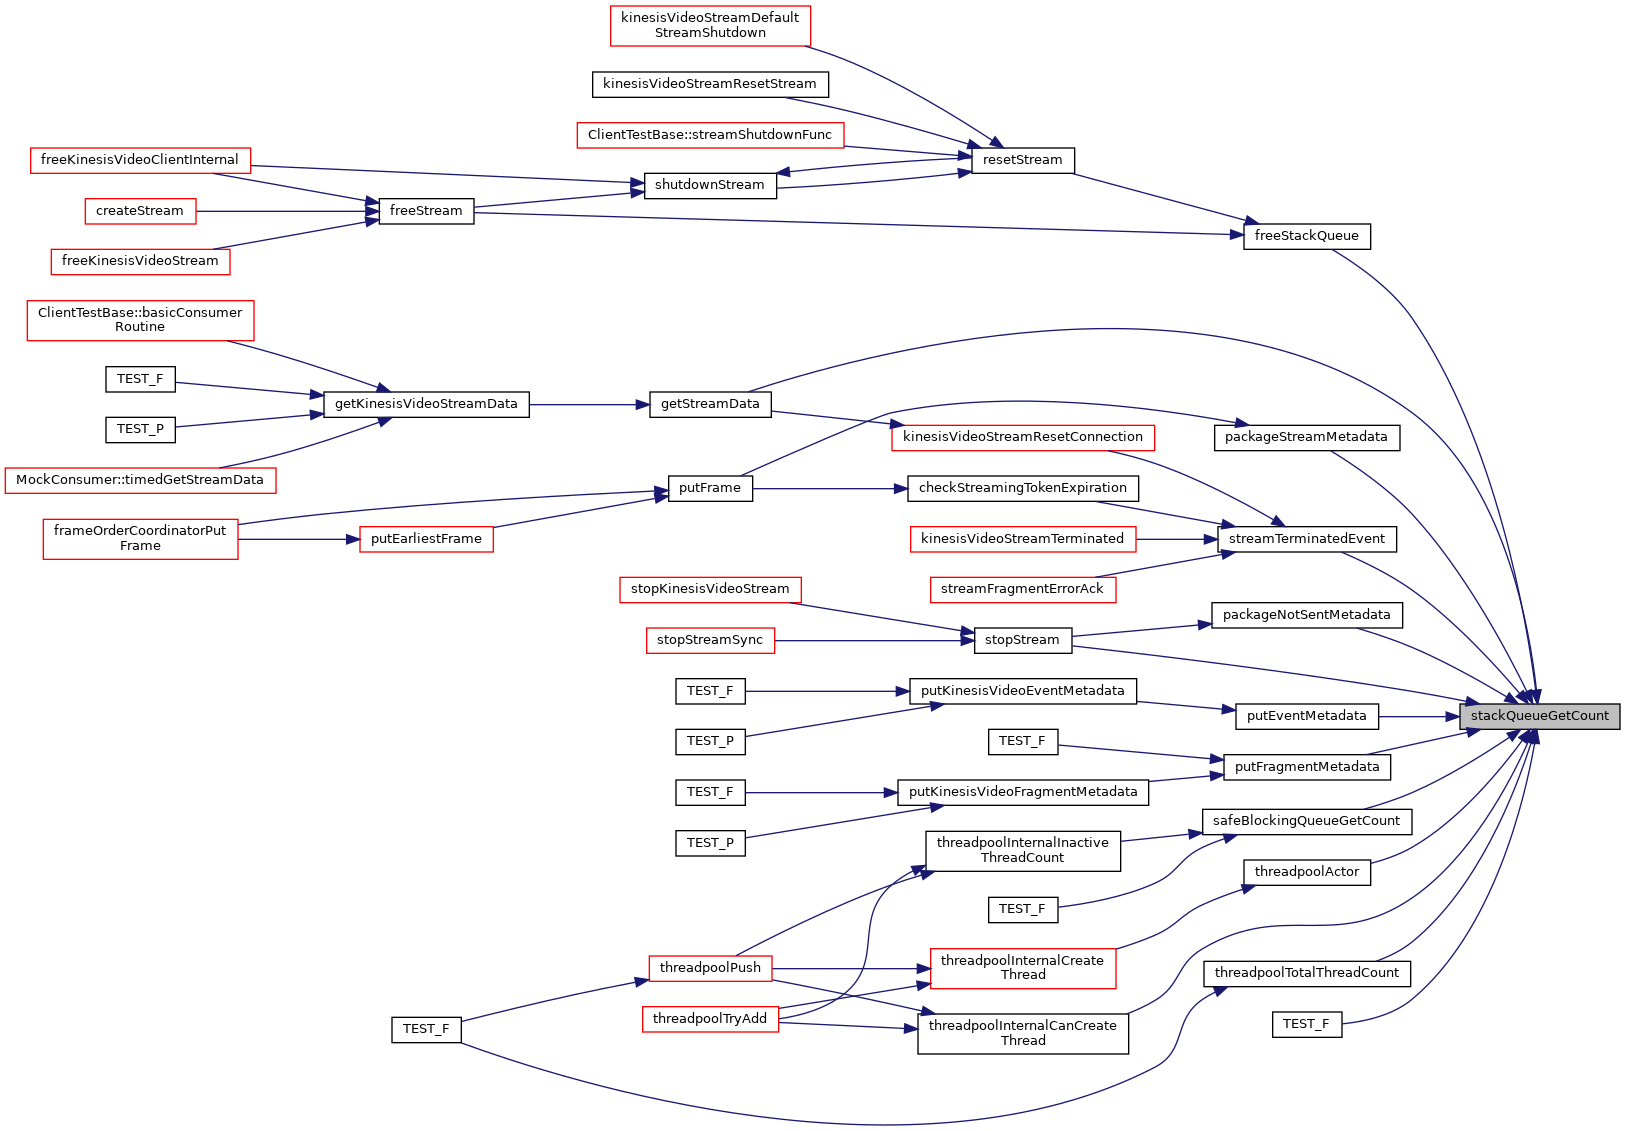 kinesisVideoStreamDefault
StreamShutdown
kinesisVideoStreamResetStream
ClientTestBase::streamShutdownFunc
freeKinesisVideoClientInternal
resetStream
shutdownStream
createStream
freeStream
freeStackQueue
freeKinesisVideoStream
ClientTestBase::basicConsumer
Routine
TEST_F
getKinesisVideoStreamData
getStreamData
TEST_P
kinesisVideoStreamResetConnection
packageStreamMetadata
MockConsumer::timedGetStreamData
putFrame
checkStreamingTokenExpiration
frameOrderCoordinatorPut
Frame
putEarliestFrame
kinesisVideoStreamTerminated
streamTerminatedEvent
stopKinesisVideoStream
streamFragmentErrorAck
packageNotSentMetadata
stopStreamSync
stopStream
TEST_F
putKinesisVideoEventMetadata
putEventMetadata
stackQueueGetCount
TEST_P
TEST_F
putFragmentMetadata
TEST_F
putKinesisVideoFragmentMetadata
safeBlockingQueueGetCount
TEST_P
threadpoolInternalInactive
ThreadCount
threadpoolActor
TEST_F
threadpoolPush
threadpoolInternalCreate
Thread
threadpoolTotalThreadCount
TEST_F
threadpoolTryAdd
threadpoolInternalCanCreate
Thread
TEST_F